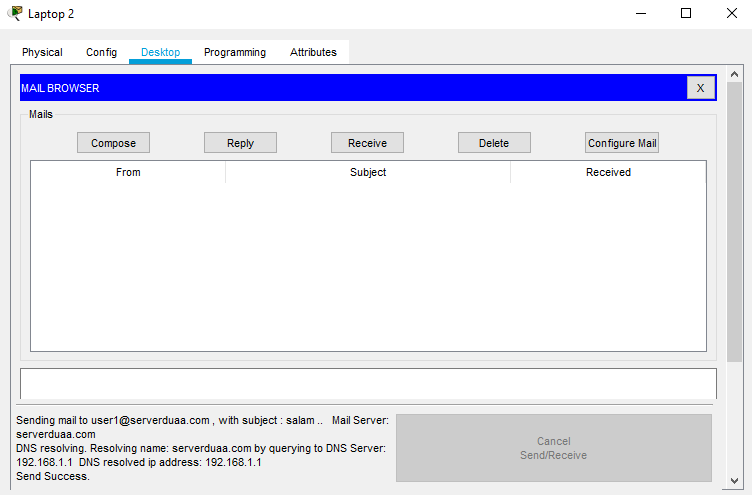 Laptop 2
Physical Config Desktop Programming Attributes
MAIL BROWSER X
Mails
Compose Reply Receive Delete Configure Mail
From Subject Received
Sending mail to user1@serverduaa.com , with subject : salam .. Mail Server:
serverduaa.com
DNS resolving. Resolving name: serverduaa.com by querying to DNS Server:
192.168.1.1 DNS resolved ip address: 192.168.1.1
Send Success.
Cancel
Send/Receive